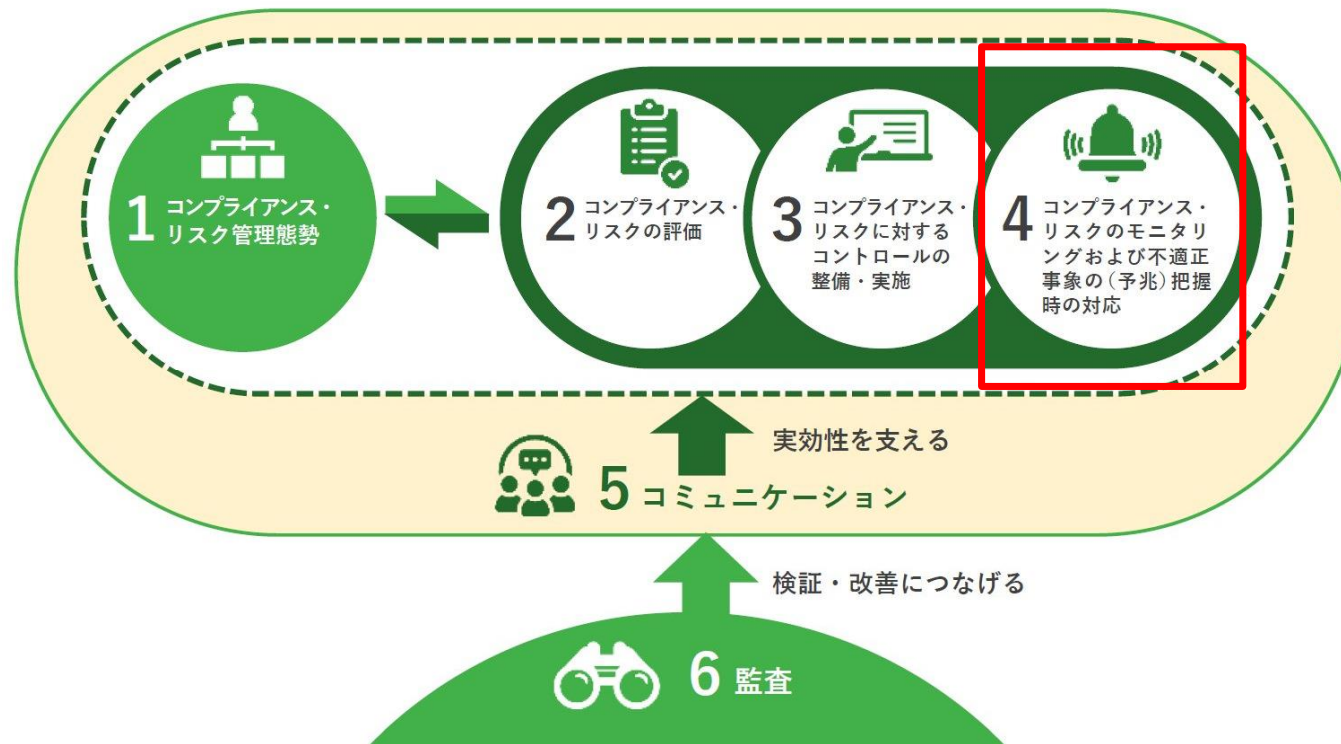 1 コンプライアンス・
リスク管理態勢
2 コンプライアンス・
リスクの評価
3 コンプライアンス・
リスクに対する
コントロールの
整備・実施
4 コンプライアンス・
リスクのモニタリ
ングおよび不適正
事象の(予兆)把握
時の対応
実効性を支える
5 コミュニケーション
検証・改善につなげる
6 監査